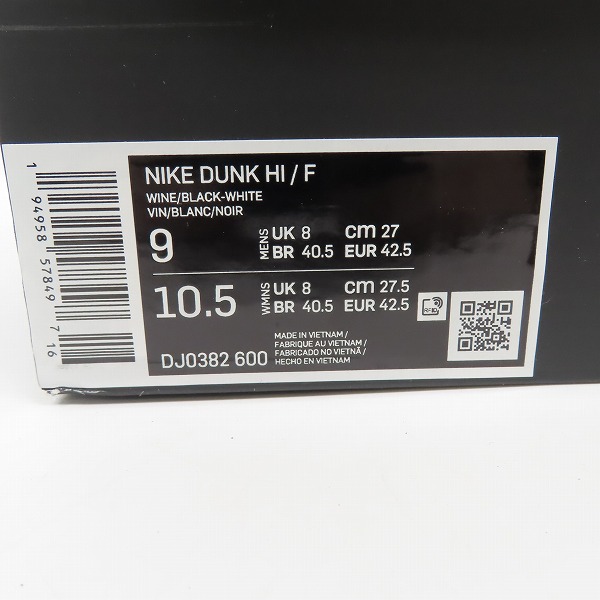 NIKE DUNK HI / F
WINE/BLACK-WHITE
VIN/BLANC/NOIR
9 MENS UK 8 cm 27
BR 40.5 EUR 42.5
10.5 WMNS UK 8 cm 27.5
BR 40.5 EUR 42.5
RFID
DJ0382 600
MADE IN VIETNAM /
FABRIQUE AU VIETNAM /
FABRICADO NO VIETNÃ /
HECHO EN VIETNAM
1 94958 57849 7 16